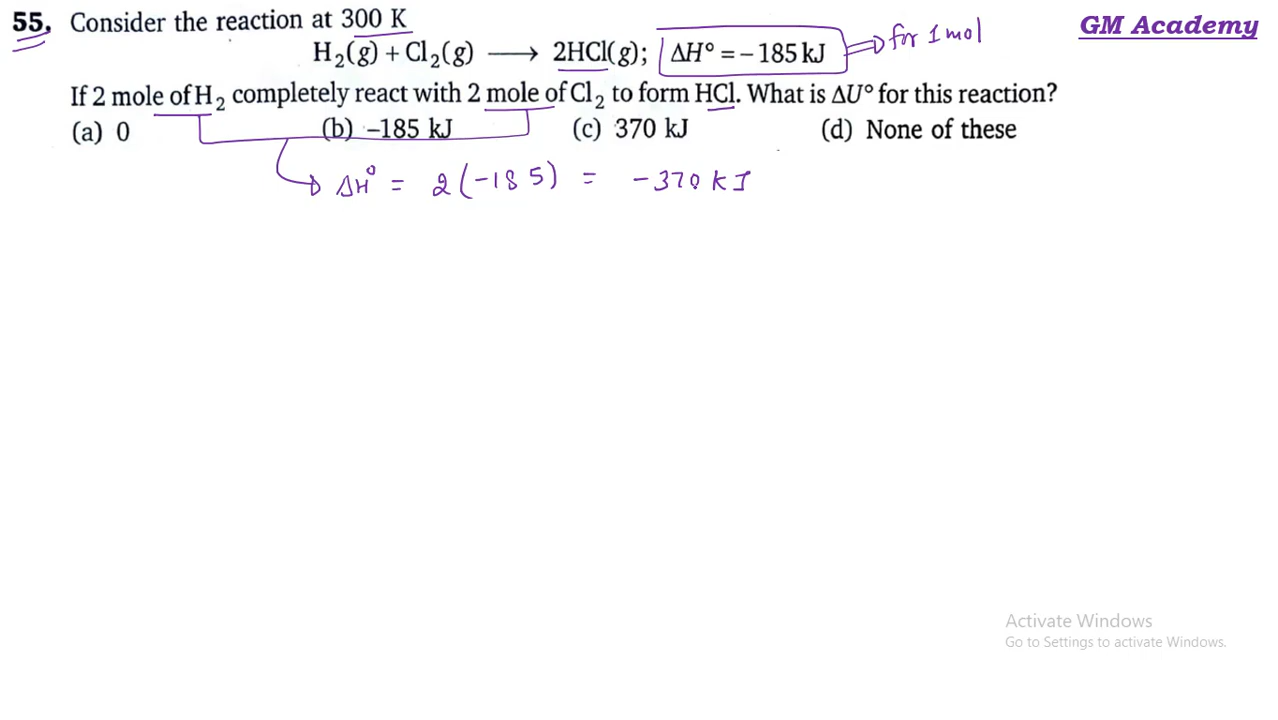 55. Consider the reaction at 300 K
GM Academy
H₂(g) + Cl₂(g) ⟶ 2HCl(g); ΔH° = – 185 kJ ⇒ for 1 mol
If 2 mole of H₂ completely react with 2 mole of Cl₂ to form HCl. What is ΔU° for this reaction?
(a) 0 (b) –185 kJ (c) 370 kJ (d) None of these
ΔH° = 2(-185) = -370 kJ
Activate Windows
Go to Settings to activate Windows.